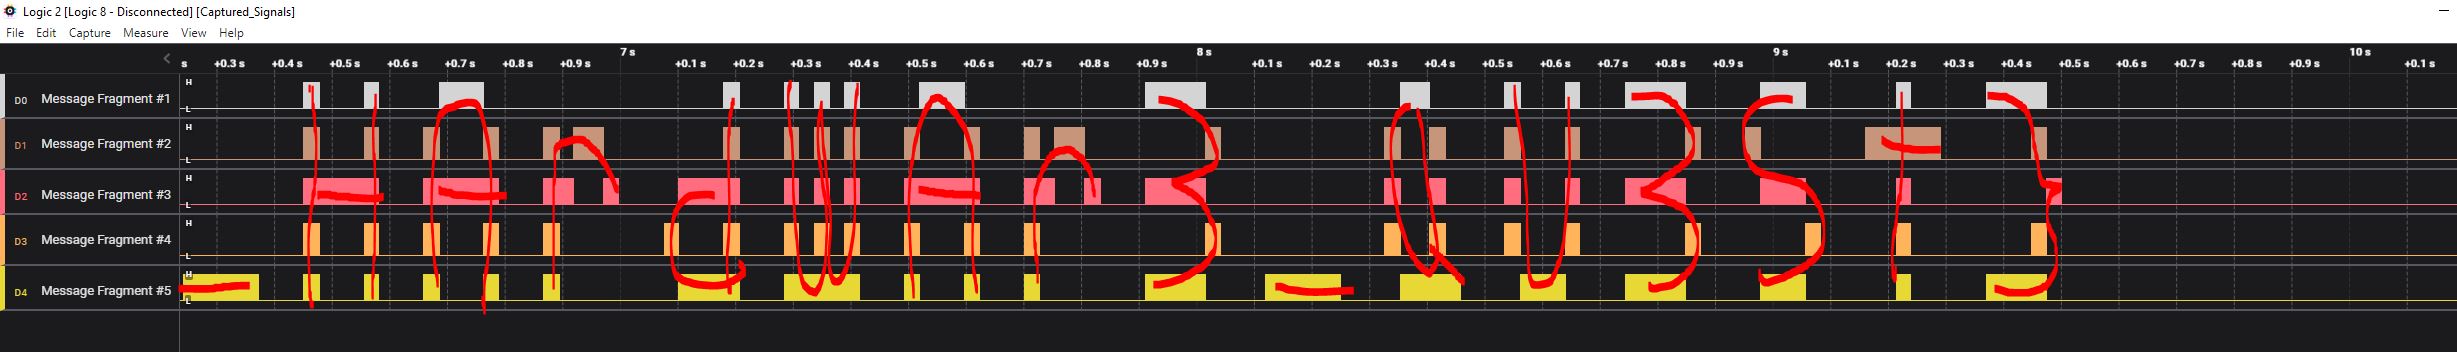 Logic 2 [Logic 8 - Disconnected] [Captured_Signals]
File Edit Capture Measure View Help
7 s 8 s 9 s 10 s
s +0.3 s +0.4 s +0.5 s +0.6 s +0.7 s +0.8 s +0.9 s +0.1 s +0.2 s +0.3 s +0.4 s +0.5 s +0.6 s +0.7 s +0.8 s +0.9 s +0.1 s +0.2 s +0.3 s +0.4 s +0.5 s +0.6 s +0.7 s +0.8 s +0.9 s +0.1 s +0.2 s +0.3 s +0.4 s +0.5 s +0.6 s +0.7 s +0.8 s +0.9 s +0.1 s
D0 Message Fragment #1 H L
D1 Message Fragment #2 H L
D2 Message Fragment #3 H L
D3 Message Fragment #4 H L
D4 Message Fragment #5 H L
_HArdWAr3_QU3St}